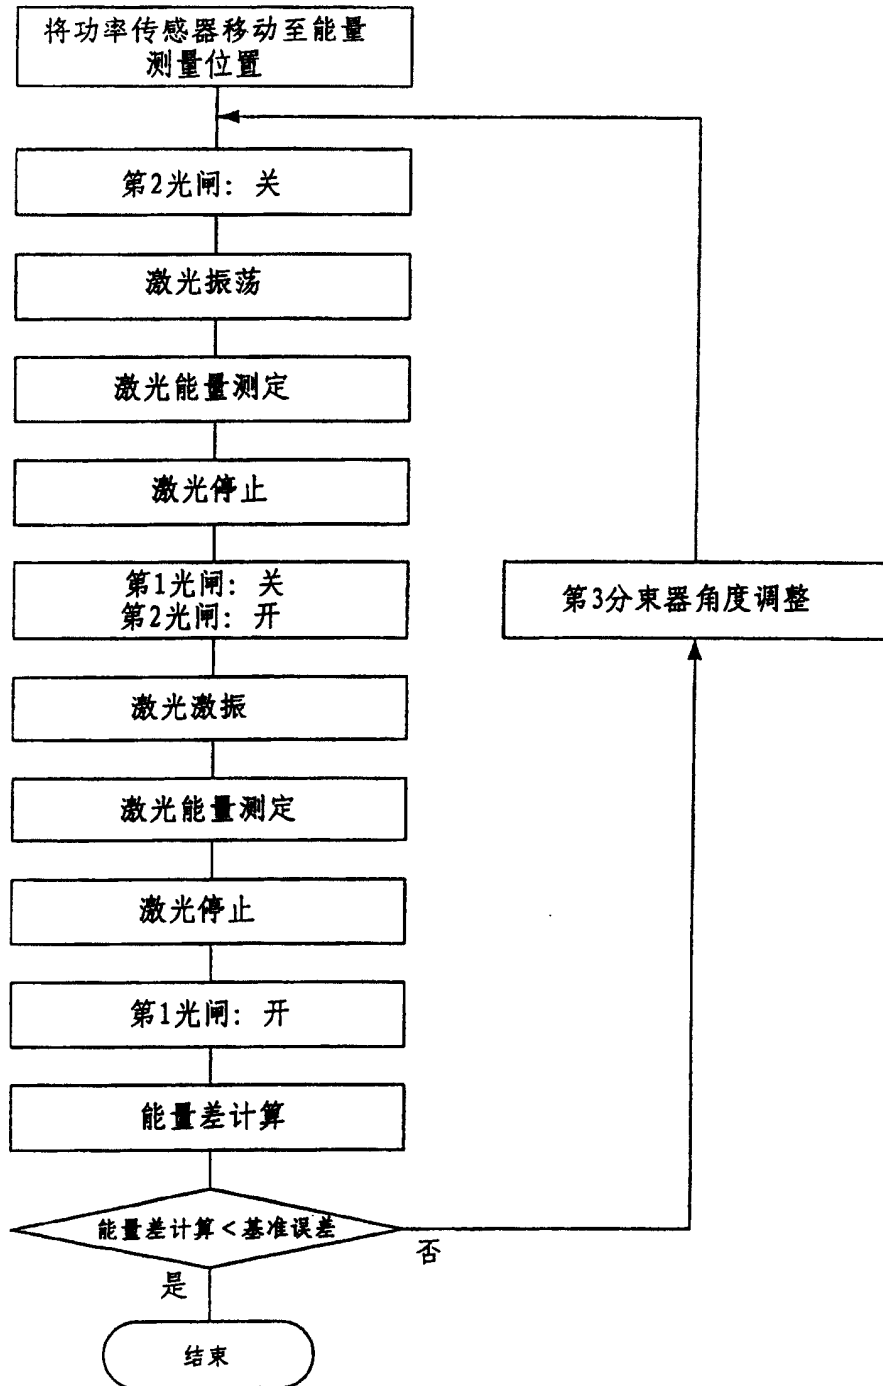 将功率传感器移动至能量
测量位置
第2光闸: 关
激光振荡
激光能量测定
激光停止
第1光闸: 关
第2光闸: 开
第3分束器角度调整
激光激振
激光能量测定
激光停止
第1光闸: 开
能量差计算
能量差计算<基准误差
否
是
结束